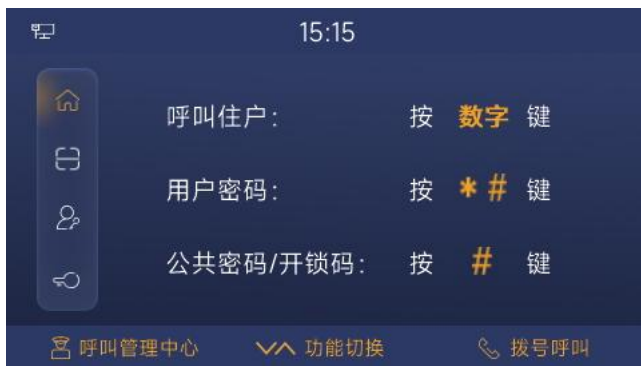 15:15
呼叫住户: 按 数字 键
用户密码: 按 *# 键
公共密码/开锁码: 按 # 键
呼叫管理中心 功能切换 拨号呼叫